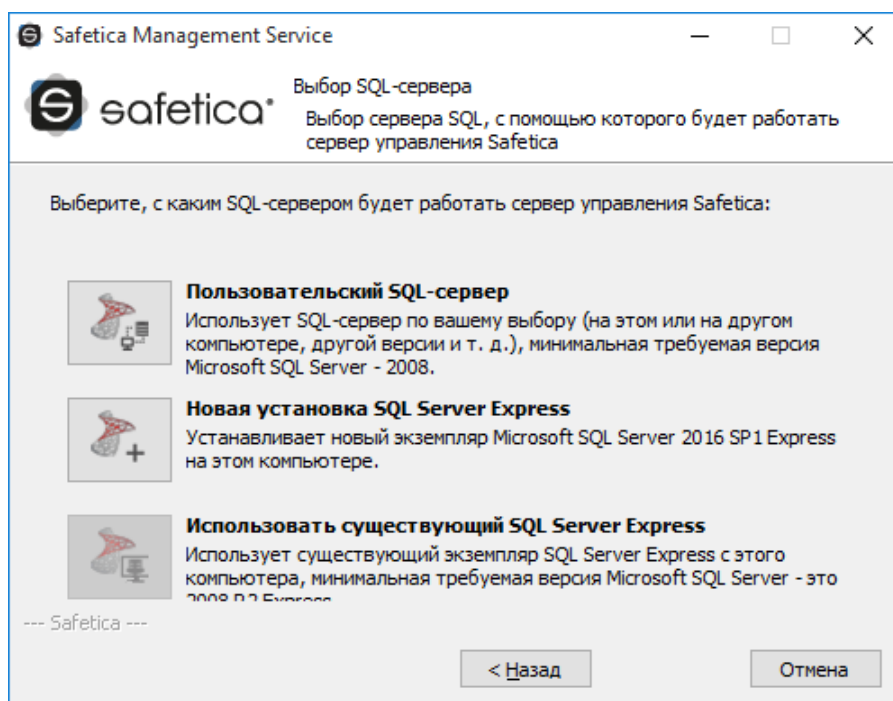 Safetica Management Service
safetica
Выбор SQL-сервера
Выбор сервера SQL, с помощью которого будет работать
сервер управления Safetica
Выберите, с каким SQL-сервером будет работать сервер управления Safetica:
Пользовательский SQL-сервер
Использует SQL-сервер по вашему выбору (на этом или на другом
компьютере, другой версии и т. д.), минимальная требуемая версия
Microsoft SQL Server - 2008.
Новая установка SQL Server Express
Устанавливает новый экземпляр Microsoft SQL Server 2016 SP1 Express
на этом компьютере.
Использовать существующий SQL Server Express
Использует существующий экземпляр SQL Server Express с этого
компьютера, минимальная требуемая версия Microsoft SQL Server - это
2008 R2 Express.
--- Safetica ---
< Назад
Отмена